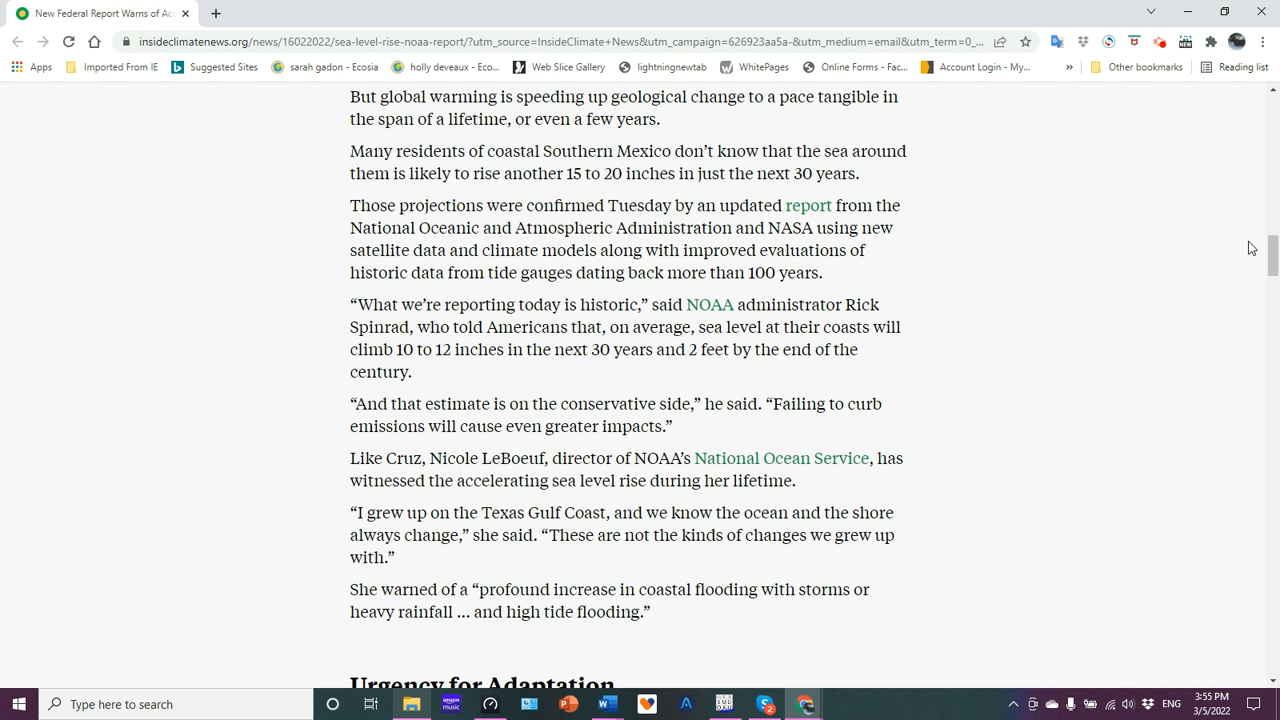 New Federal Report Warns of Acc
insideclimatenews.org/news/16022022/sea-level-rise-noaa-report/?utm_source=InsideClimate+News&utm_campaign=626923aa5a-&utm_medium=email&utm_term=0_...
Apps Imported From IE Suggested Sites sarah gadon - Ecosia holly deveaux - Eco... Web Slice Gallery lightningnewtab WhitePages Online Forms - Fac... Account Login - My... » Other bookmarks Reading list
But global warming is speeding up geological change to a pace tangible in
the span of a lifetime, or even a few years.
Many residents of coastal Southern Mexico don’t know that the sea around
them is likely to rise another 15 to 20 inches in just the next 30 years.
Those projections were confirmed Tuesday by an updated report from the
National Oceanic and Atmospheric Administration and NASA using new
satellite data and climate models along with improved evaluations of
historic data from tide gauges dating back more than 100 years.
“What we’re reporting today is historic,” said NOAA administrator Rick
Spinrad, who told Americans that, on average, sea level at their coasts will
climb 10 to 12 inches in the next 30 years and 2 feet by the end of the
century.
“And that estimate is on the conservative side,” he said. “Failing to curb
emissions will cause even greater impacts.”
Like Cruz, Nicole LeBoeuf, director of NOAA’s National Ocean Service, has
witnessed the accelerating sea level rise during her lifetime.
“I grew up on the Texas Gulf Coast, and we know the ocean and the shore
always change,” she said. “These are not the kinds of changes we grew up
with.”
She warned of a “profound increase in coastal flooding with storms or
heavy rainfall … and high tide flooding.”
Urgency for Adaptation
Type here to search
ENG
3:55 PM
3/5/2022